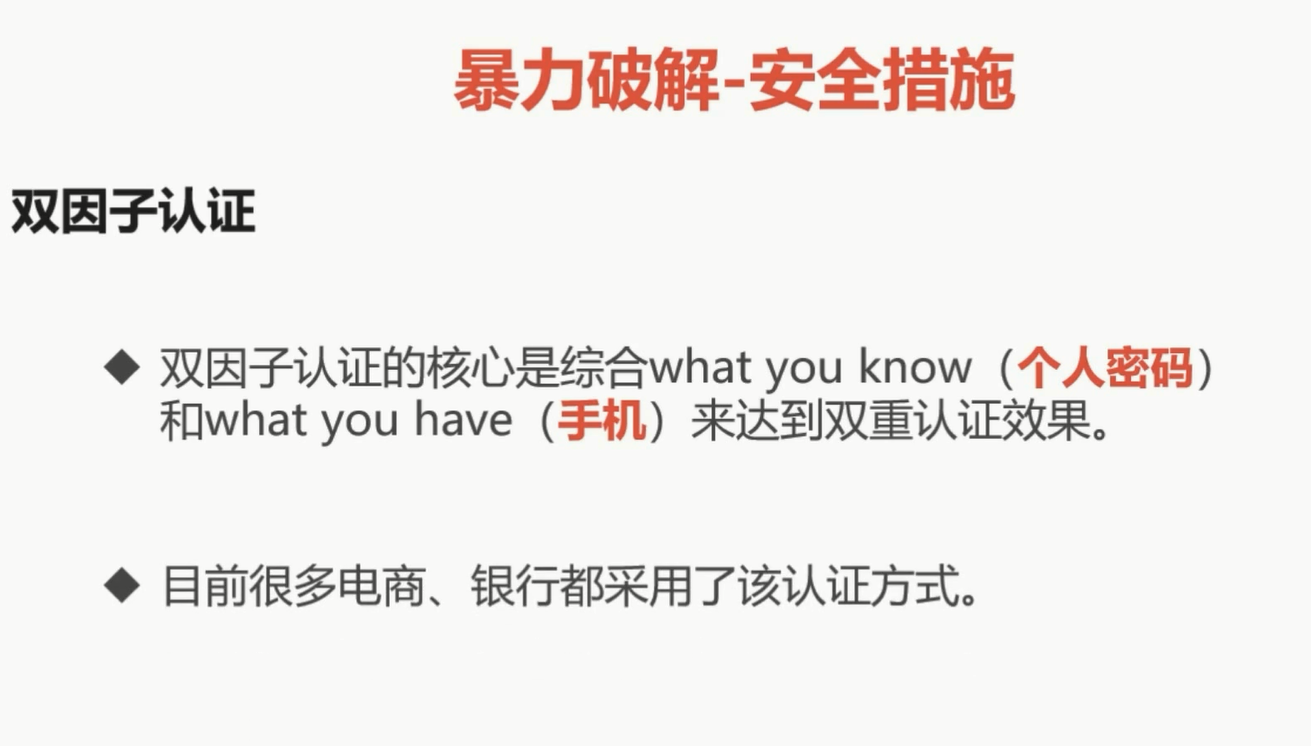 暴力破解-安全措施
双因子认证
◆ 双因子认证的核心是综合what you know（个人密码）
和what you have（手机）来达到双重认证效果。
◆ 目前很多电商、银行都采用了该认证方式。